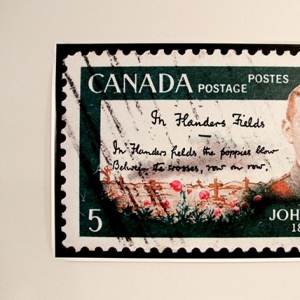 CANADA POSTES
POSTAGE
In Flanders Fields
In Flanders fields the poppies blow
Between the crosses, row on row,
5
JOHN
18